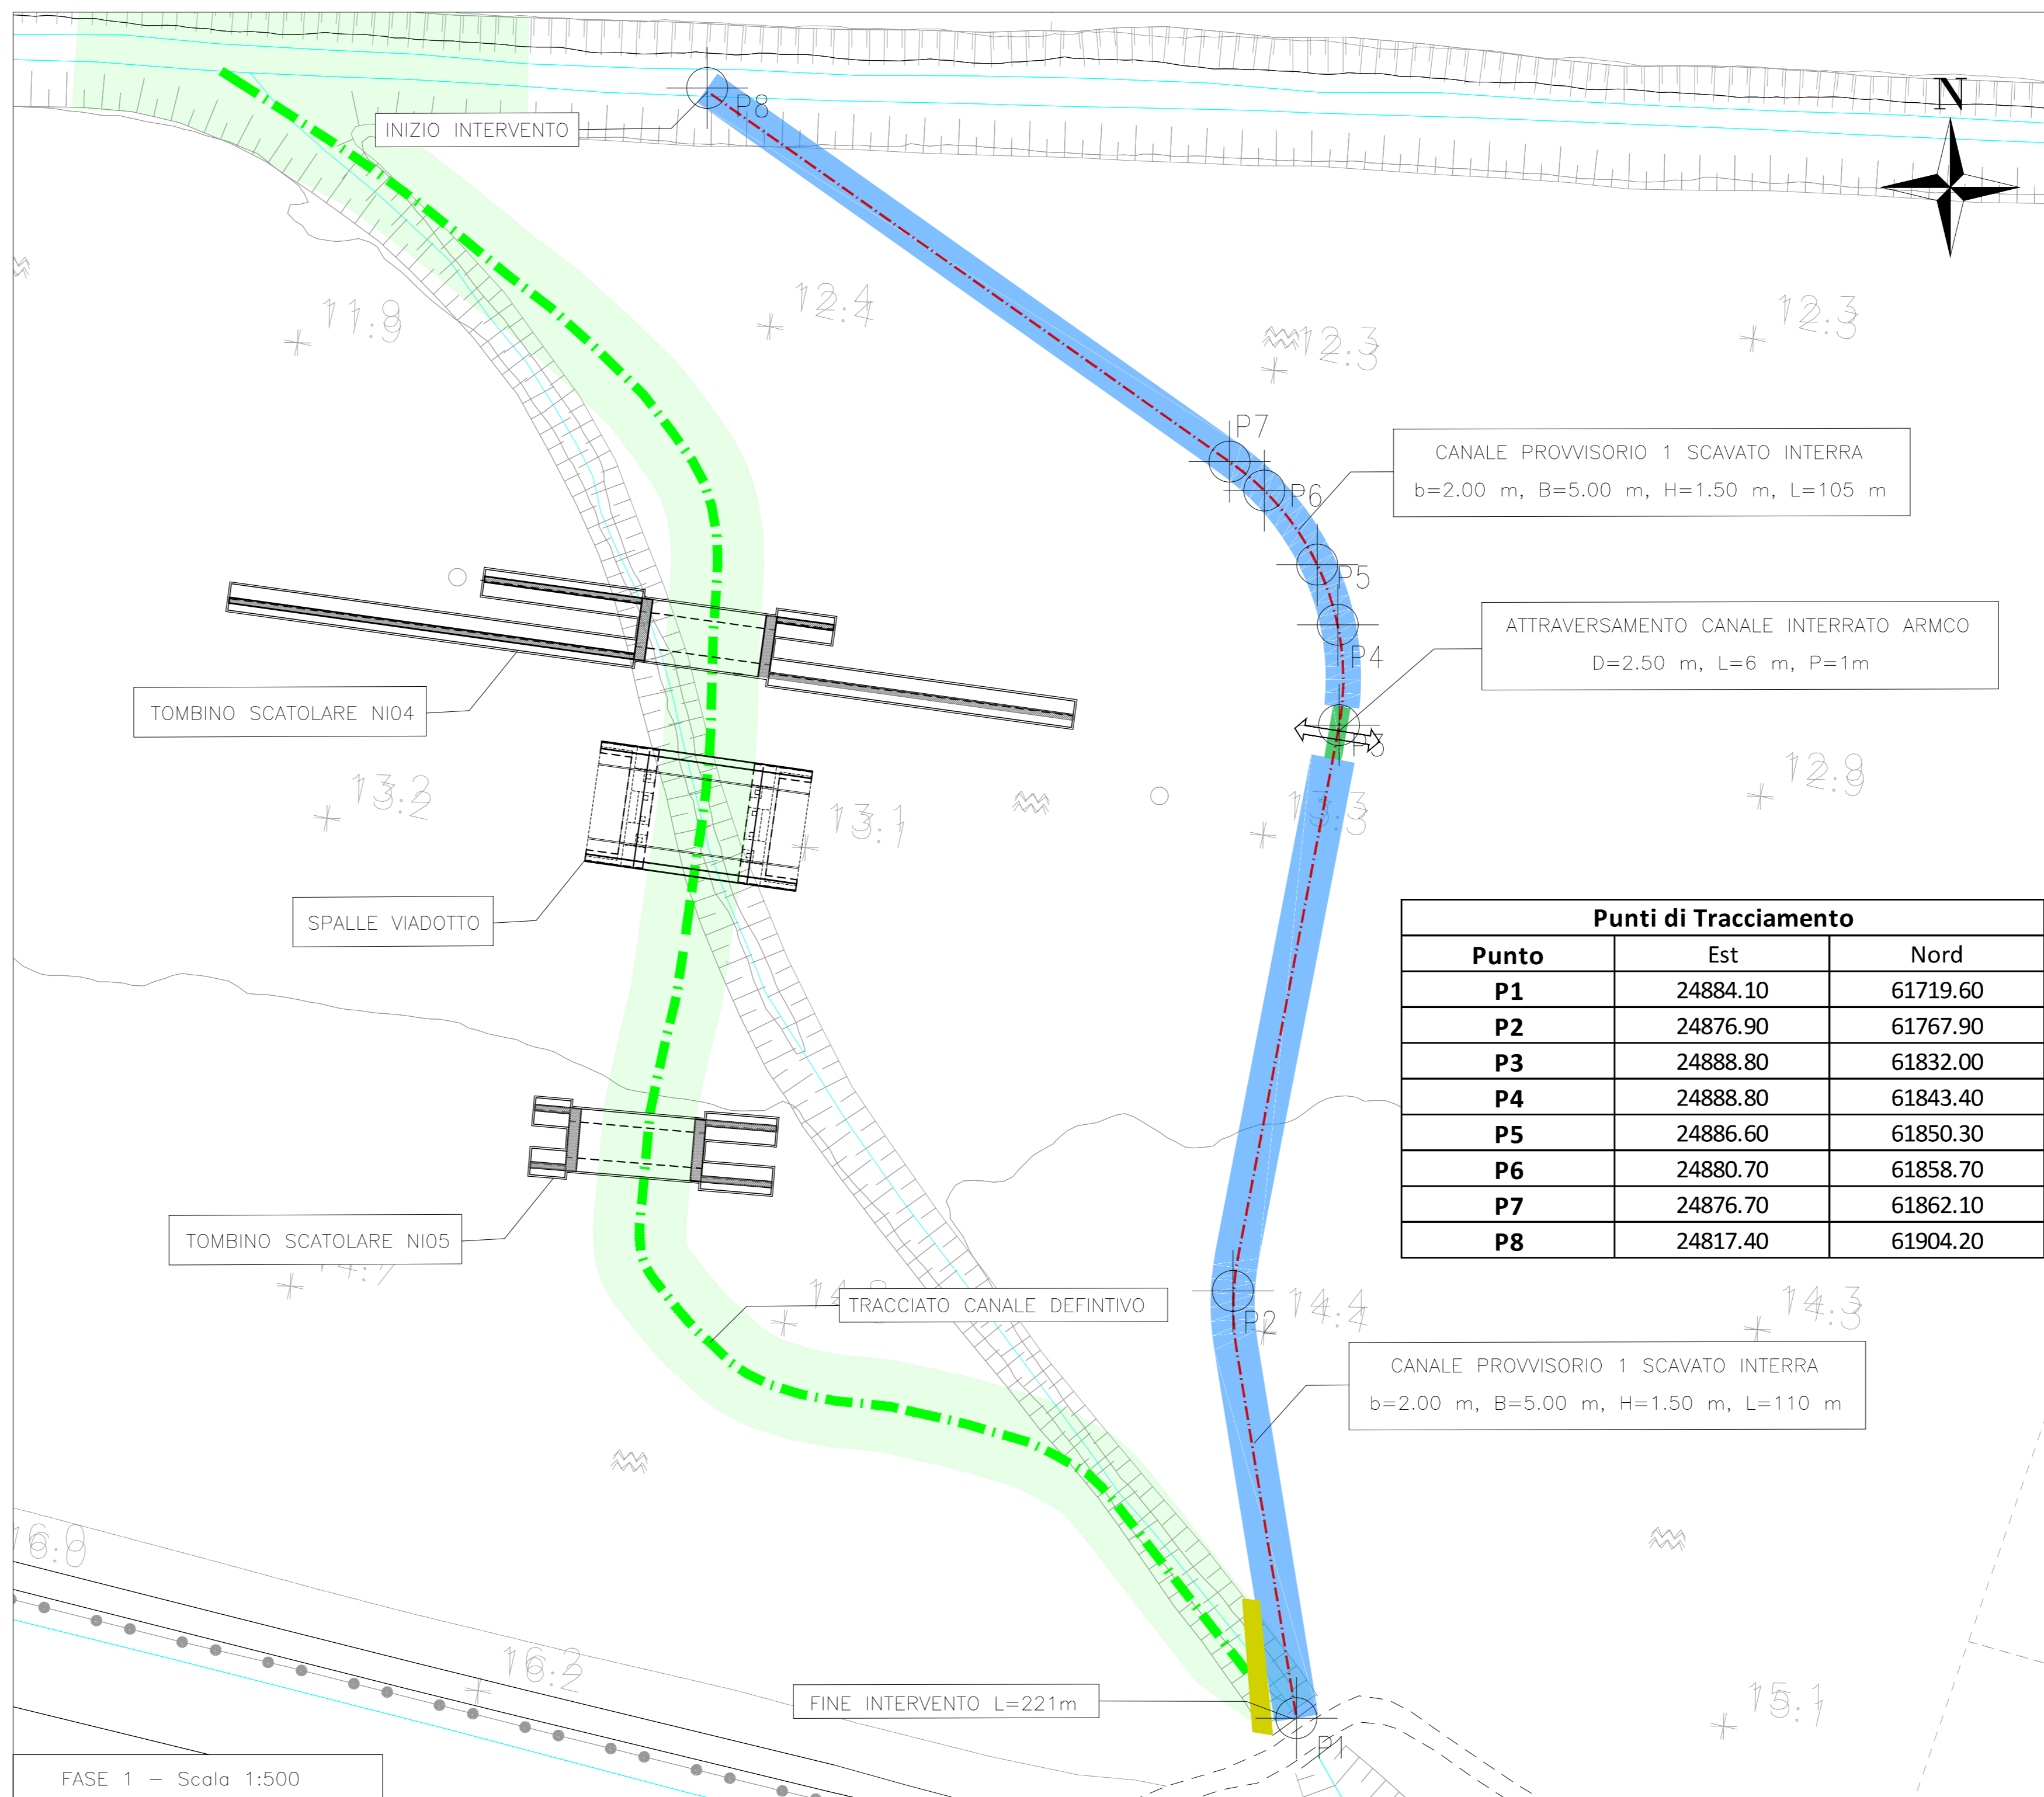 N
P8
INIZIO INTERVENTO
11.9
12.4
12.3
12.3
P7
CANALE PROVVISORIO 1 SCAVATO INTERRA
b=2.00 m, B=5.00 m, H=1.50 m, L=105 m
P6
P5
ATTRAVERSAMENTO CANALE INTERRATO ARMCO
D=2.50 m, L=6 m, P=1m
P4
TOMBINO SCATOLARE NI04
P3
13.2
13.1
13.3
12.9
SPALLE VIADOTTO
Punti di Tracciamento
Punto Est Nord
P1 24884.10 61719.60
P2 24876.90 61767.90
P3 24888.80 61832.00
P4 24888.80 61843.40
P5 24886.60 61850.30
P6 24880.70 61858.70
P7 24876.70 61862.10
P8 24817.40 61904.20
TOMBINO SCATOLARE NI05
TRACCIATO CANALE DEFINTIVO
P2
14.4
14.3
CANALE PROVVISORIO 1 SCAVATO INTERRA
b=2.00 m, B=5.00 m, H=1.50 m, L=110 m
16.0
16.2
FINE INTERVENTO L=221m
15.1
P1
FASE 1 – Scala 1:500